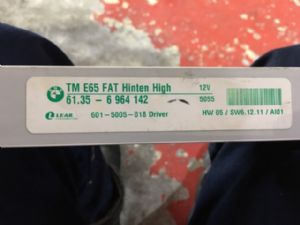 TM E65 FAT Hinten High 12V
61.35 - 6 964 142 5055
LEAR 601-5005-018 Driver HW 05 / SW6.12.11 / AI01